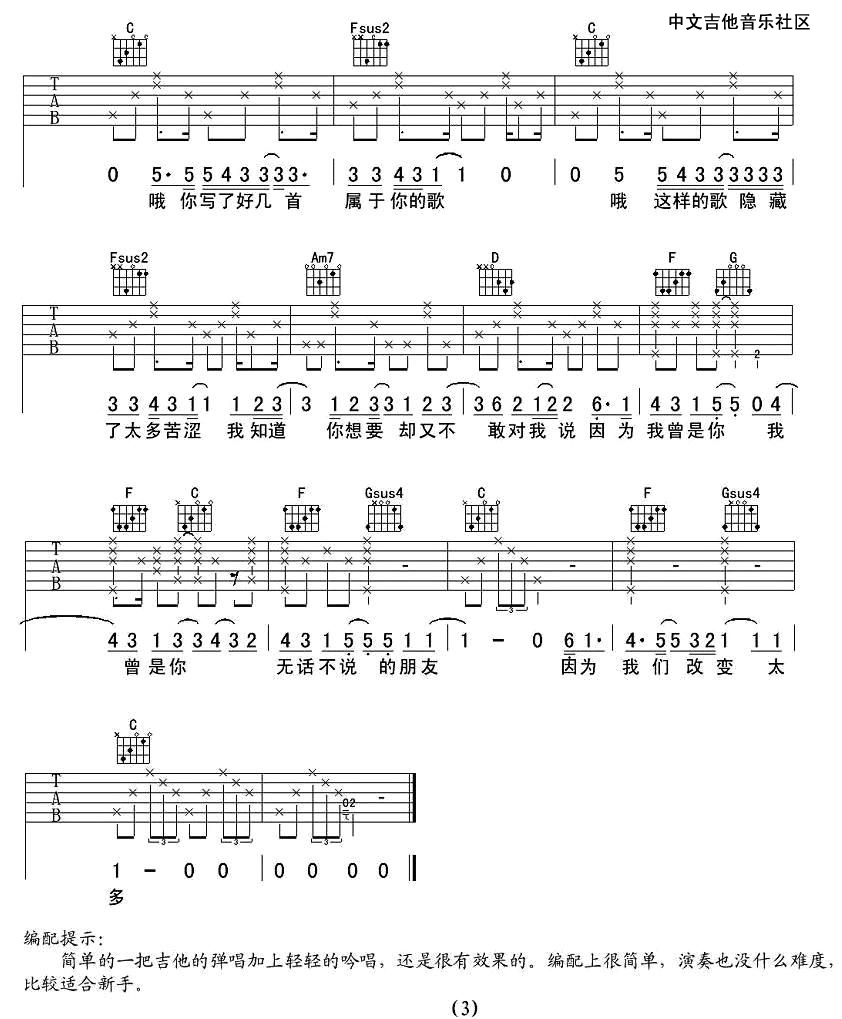 中文吉他音乐社区
C Fsus2 C
T
A
B
0 5· 5 5 4 3 3 3 3· 3 3 4 3 1 1 0 0 5 5 4 3 3 3 3 3 3
哦 你写了好几 首 属 于 你的歌 哦 这样的歌 隐 藏
Fsus2 Am7 D F G
T
A
B
2
3 3 4 3 1 1 1 2 3 3 1 2 3 3 1 2 3 3 6 2 1 2 2 6· 1 4 3 1 5 5 0 4
了太多苦涩 我知道 你想要 却又不 敢对我 说 因 为 我曾是你 我
F C F Gsus4 C F Gsus4
T
A
B
3
4 3 1 3 3 4 3 2 4 3 1 5 5 5 1 1 1 - 0 6 1· 4· 5 5 3 2 1 1 1
曾是你 无话不说 的朋友 因为 我 们 改 变 太
C
T
A
B
3 3 3 02
1 - 0 0 0 0 0 0
多
编配提示:
简单的一把吉他的弹唱加上轻轻的吟唱，还是很有效果的。编配上很简单，演奏也没什么难度，
比较适合新手。
(3)